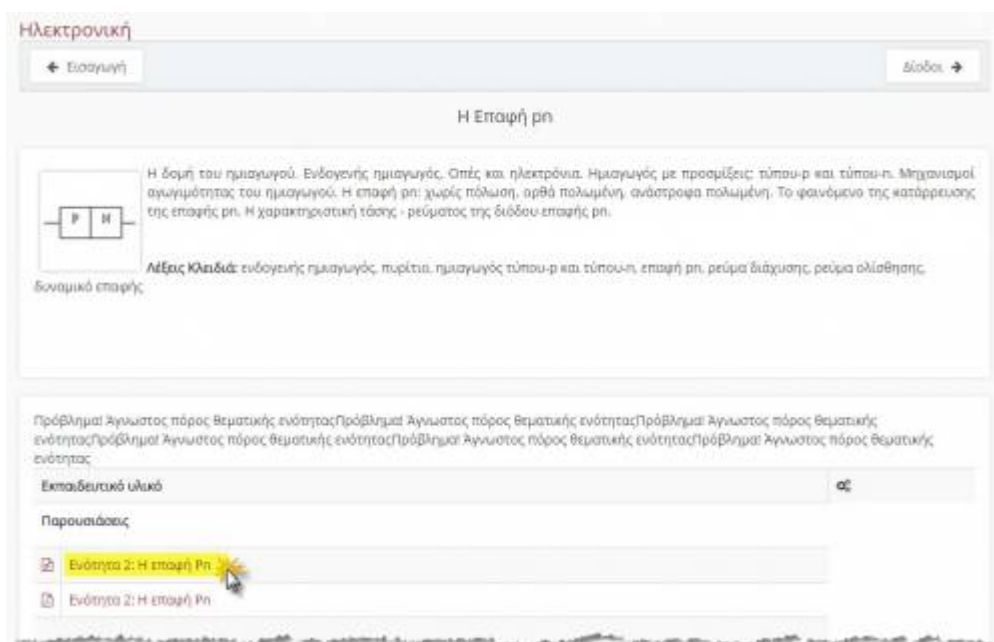 Ηλεκτρονική
Εισαγωγή
Δίοδοι
Η Επαφή pn
Η δομή του ημιαγωγού. Ενδογενής ημιαγωγός. Οπές και ηλεκτρόνια. Ημιαγωγός με προσμίξεις: τύπου-p και τύπου-n. Μηχανισμοί
αγωγιμότητας του ημιαγωγού. Η επαφή pn: χωρίς πόλωση, ορθά πολωμένη, ανάστροφα πολωμένη. Το φαινόμενο της κατάρρευσης
της επαφής pn. Η χαρακτηριστική τάσης - ρεύματος της διόδου επαφής pn.
P N
Λέξεις Κλειδιά: ενδογενής ημιαγωγός, πυρίτιο, ημιαγωγός τύπου-p και τύπου-n, επαφή pn, ρεύμα διάχυσης, ρεύμα ολίσθησης,
δυναμικό επαφής
Πρόβλημα! Άγνωστος πόρος θεματικής ενότηταςΠρόβλημα! Άγνωστος πόρος θεματικής ενότηταςΠρόβλημα! Άγνωστος πόρος θεματικής
ενότηταςΠρόβλημα! Άγνωστος πόρος θεματικής ενότηταςΠρόβλημα! Άγνωστος πόρος θεματικής ενότηταςΠρόβλημα! Άγνωστος πόρος θεματικής
ενότητας
Εκπαιδευτικό υλικό
Παρουσιάσεις
Ενότητα 2: Η επαφή Pn
Ενότητα 2: Η επαφή Pn